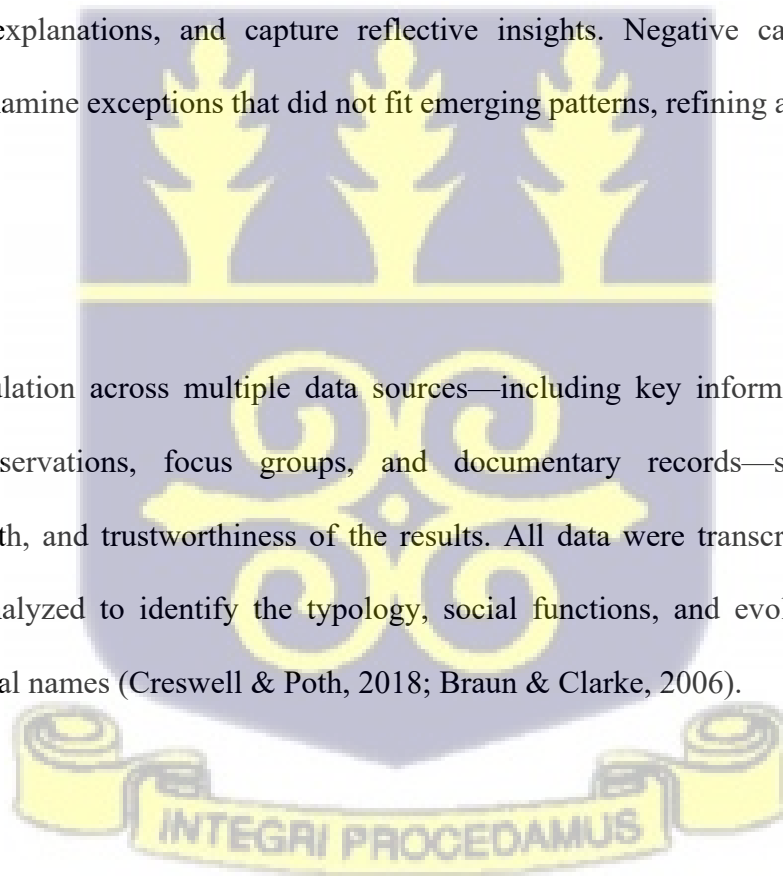 explanations, and capture reflective insights. Negative ca
amine exceptions that did not fit emerging patterns, refining a
ulation across multiple data sources—including key inform
servations, focus groups, and documentary records—s
th, and trustworthiness of the results. All data were transcr
nalyzed to identify the typology, social functions, and evol
al names (Creswell & Poth, 2018; Braun & Clarke, 2006).
INTEGRI PROCEDAMUS